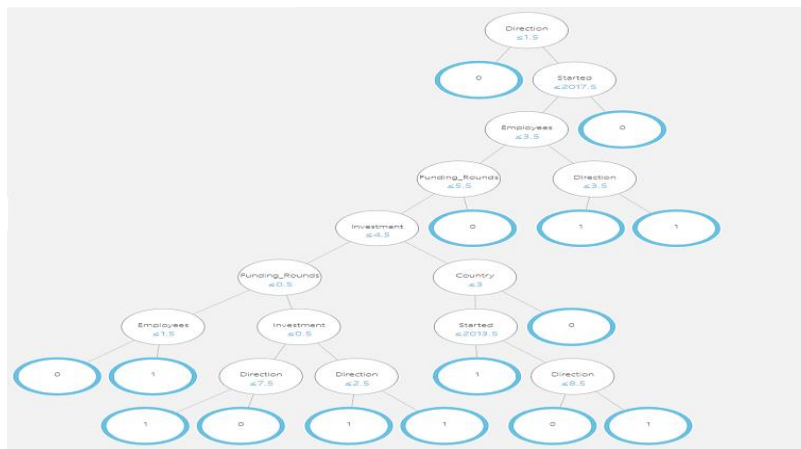 Direction
≤1.5
0
Started
≤2017.5
Employees
≤3.5
0
Funding_Rounds
≤5.5
Direction
≤3.5
Investment
≤4.5
0
1
1
Funding_Rounds
≤0.5
Country
≤3
Employees
≤1.5
Investment
≤0.5
Started
≤2013.5
0
0
1
Direction
≤7.5
Direction
≤2.5
1
Direction
≤8.5
1
0
1
1
0
1